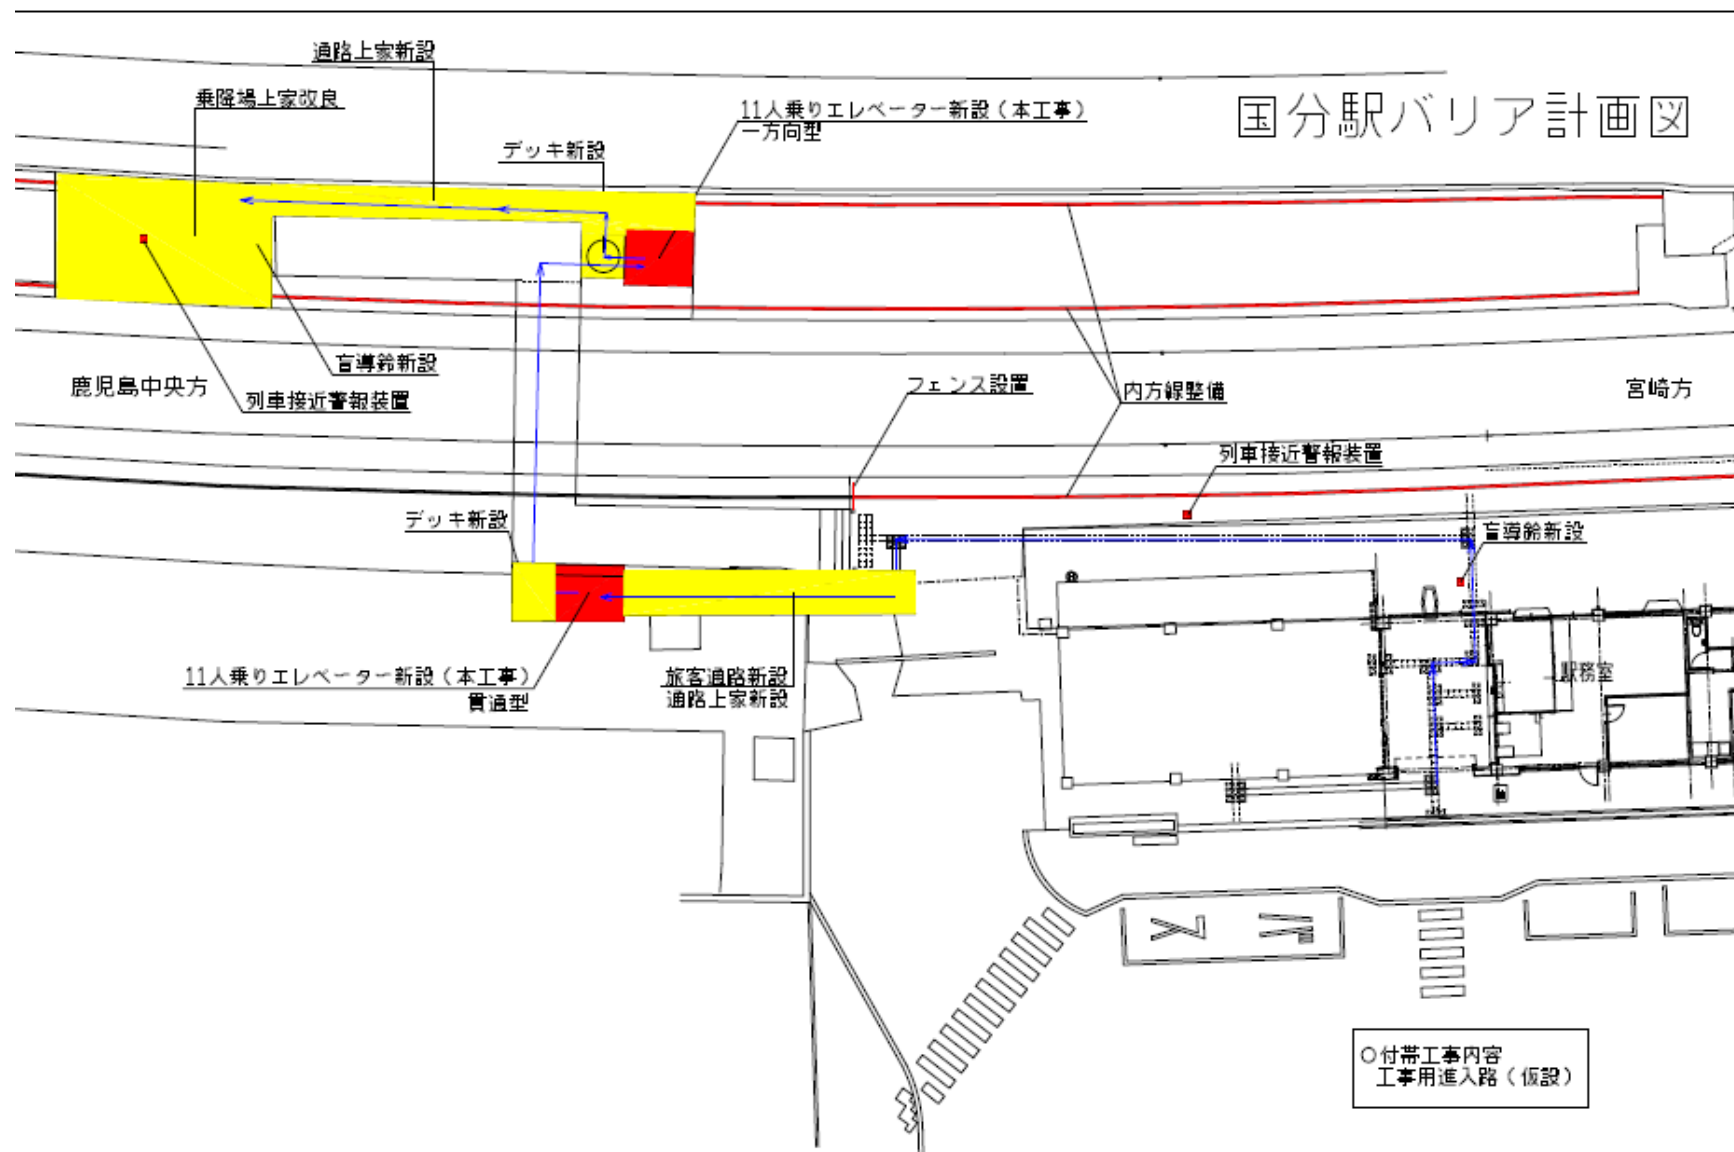 通路上家新設
乗降場上家改良
11人乗りエレベーター新設（本工事）
一方向型
国分駅バリア計画図
デッキ新設
盲導鈴新設
鹿児島中央方
列車接近警報装置
フェンス設置
内方線整備
宮崎方
列車接近警報装置
デッキ新設
盲導鈴新設
11人乗りエレベーター新設（本工事）
貫通型
旅客通路新設
通路上家新設
駅務室
バス
○付帯工事内容
工事用進入路（仮設）